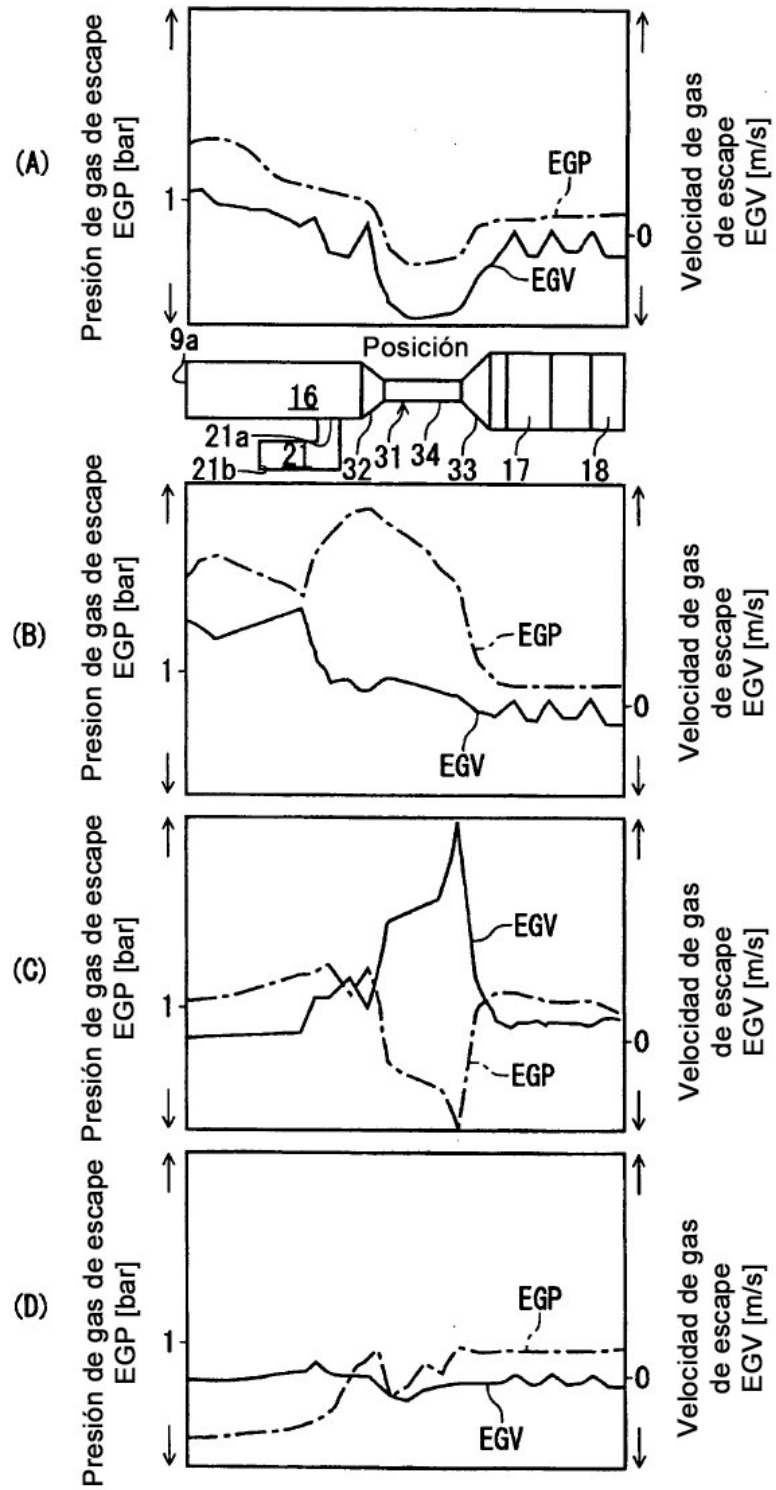 (A)
Presión de gas de escape
EGP [bar]
1
EGP
EGV
0
Velocidad de gas
de escape
EGV [m/s]
Posición
9a
16
21a
21
21b
32
31
34
33
17
18
(B)
Presion de gas de escape
EGP [bar]
1
EGP
EGV
0
Velocidad de gas
de escape
EGV [m/s]
(C)
Presión de gas de escape
EGP [bar]
1
EGV
EGP
0
Velocidad de gas
de escape
EGV [m/s]
(D)
Presión de gas de escape
EGP [bar]
1
EGP
EGV
0
Velocidad de gas
de escape
EGV [m/s]